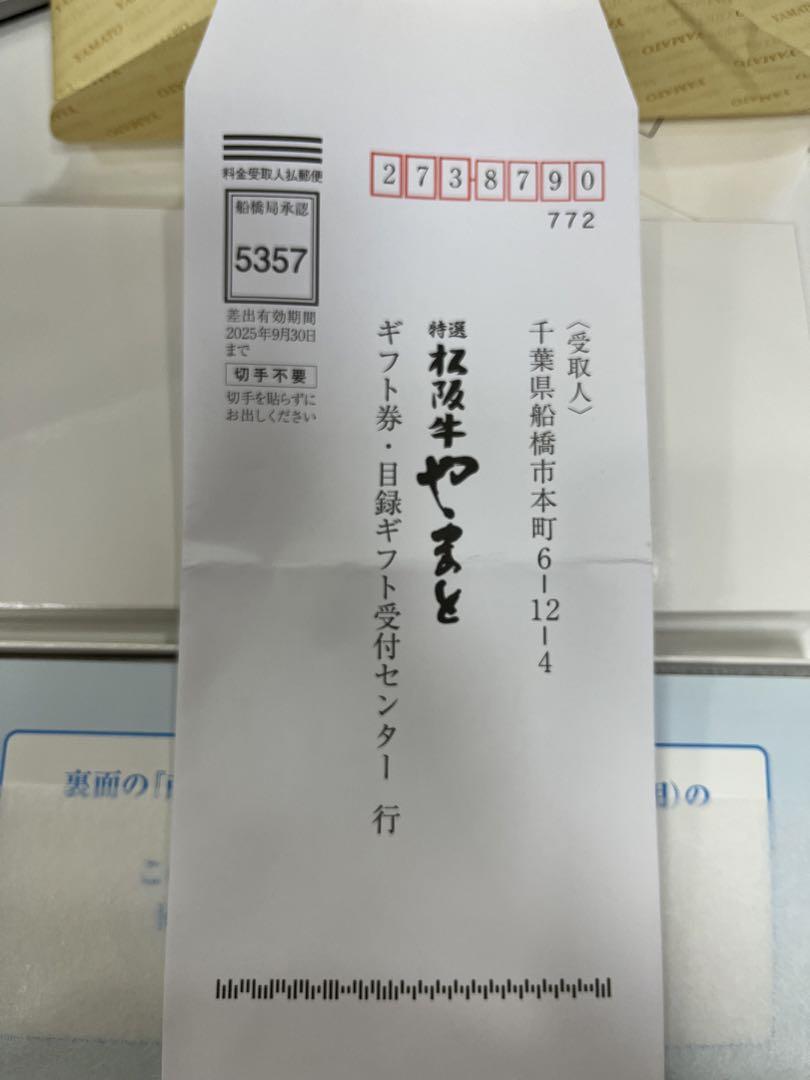 YAMATO
料金受取人払郵便
船橋局承認
5357
差出有効期間
2025年9月30日
まで
切手不要
切手を貼らずに
お出しください
273-8790
772
〈受取人〉
千葉県船橋市本町6-12-4
特選
松阪牛やまと
ギフト券・目録ギフト受付センター 行
裏面の「
)の
こ